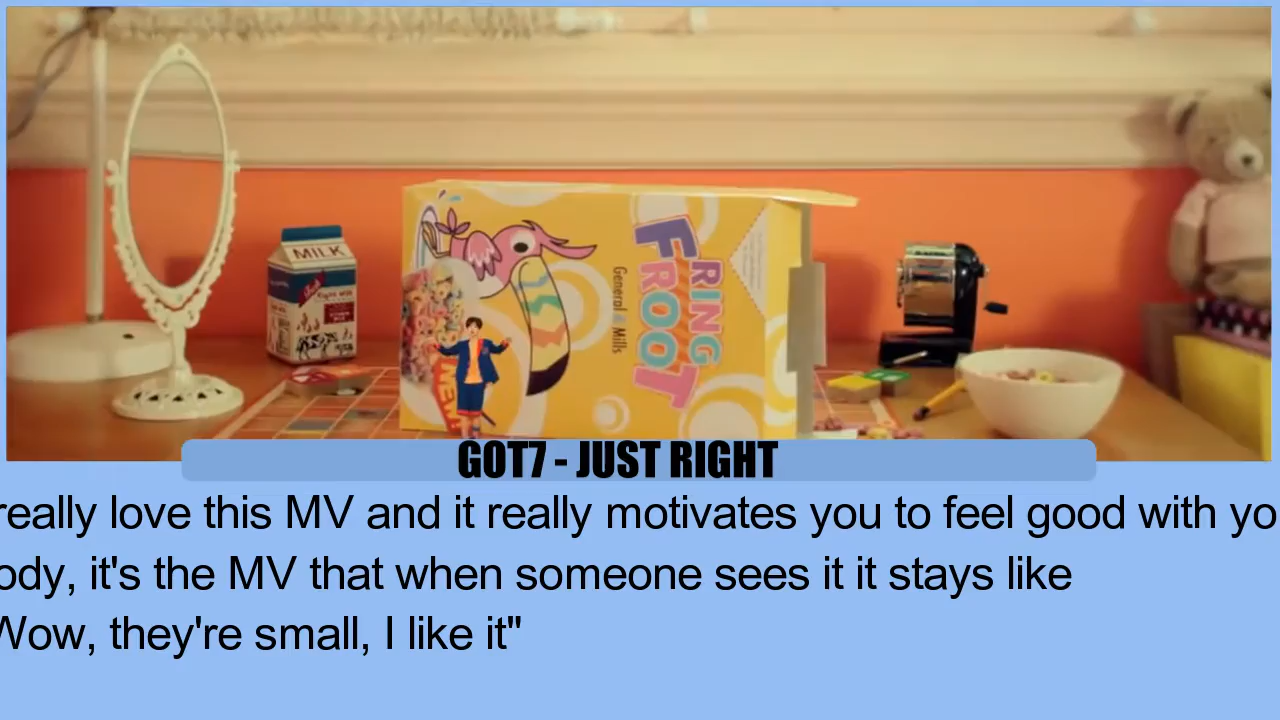 MILK
FRING
FROOT
General Mills
NEW!
GOT7 - JUST RIGHT
really love this MV and it really motivates you to feel good with yo
ody, it's the MV that when someone sees it it stays like
Wow, they're small, I like it"